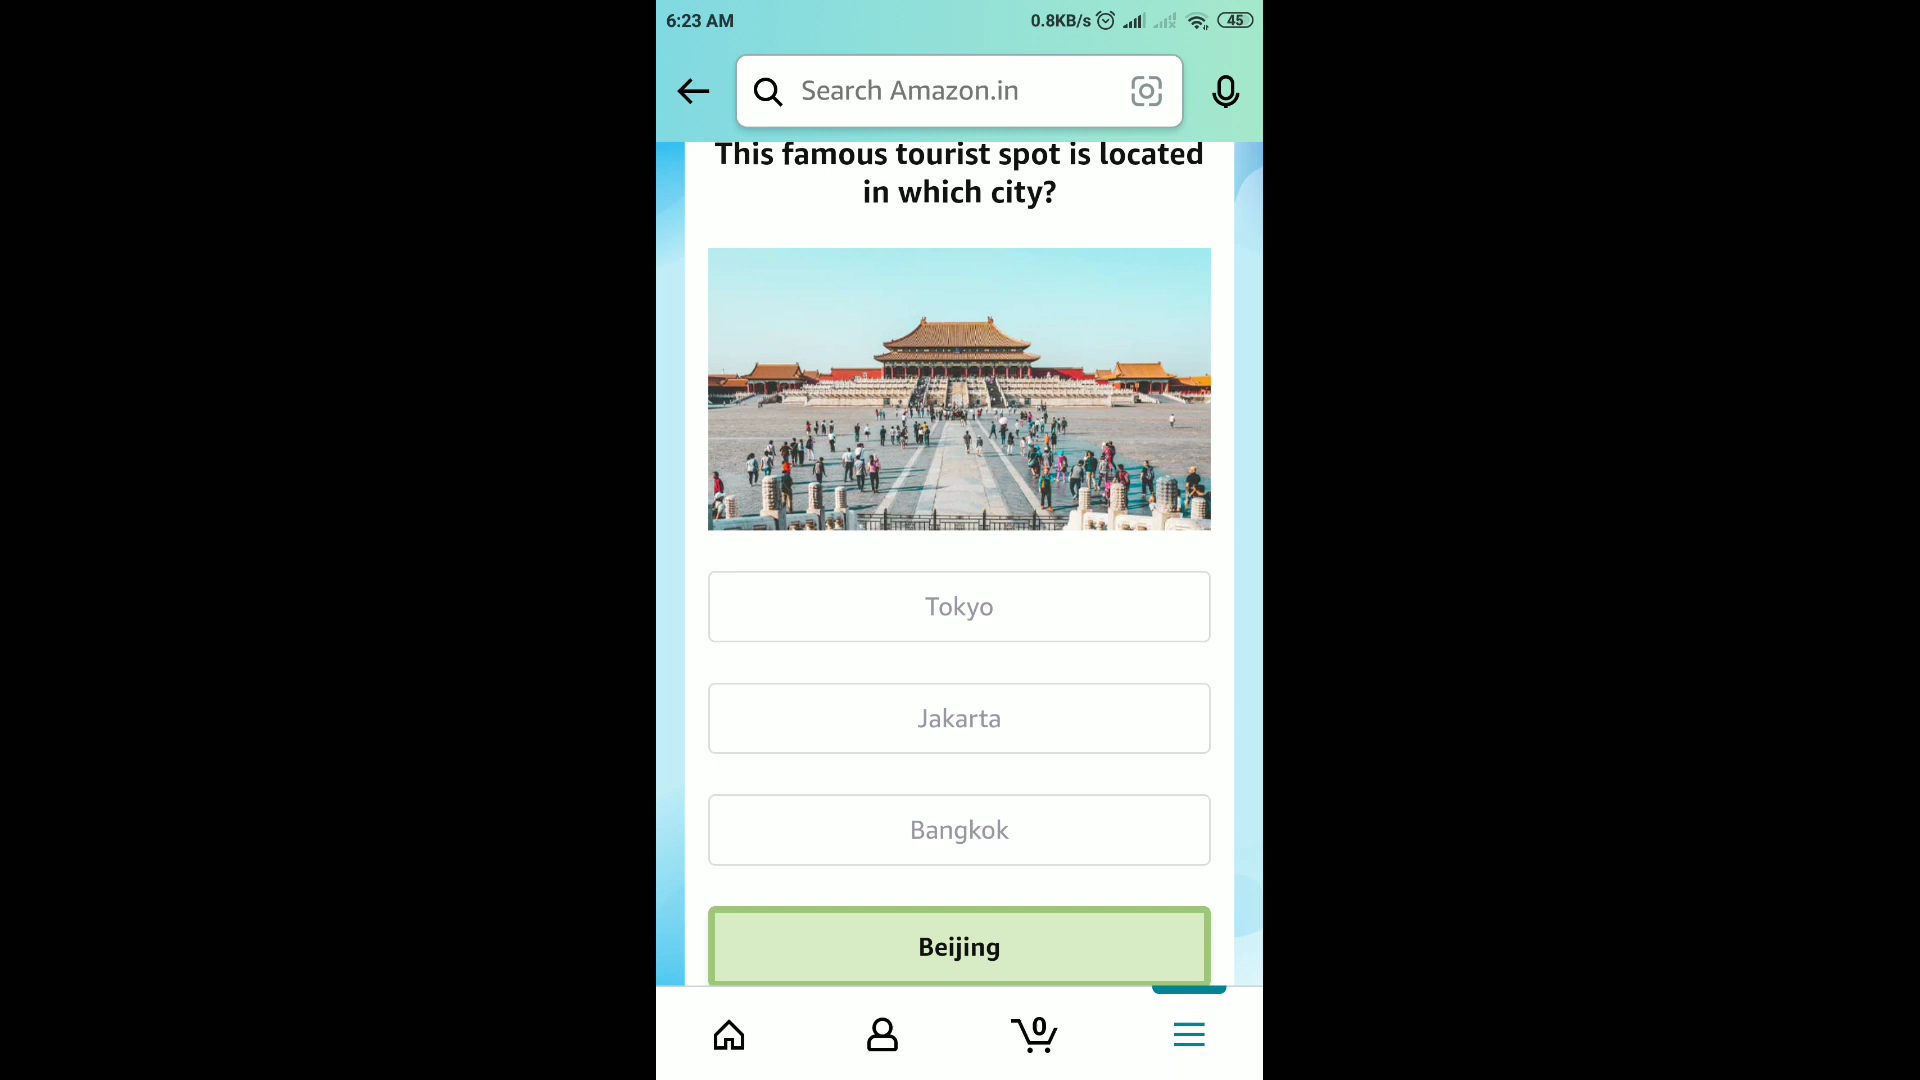 6:23 AM
0.8KB/s
45
Search Amazon.in
This famous tourist spot is located
in which city?
Tokyo
Jakarta
Bangkok
Beijing
0